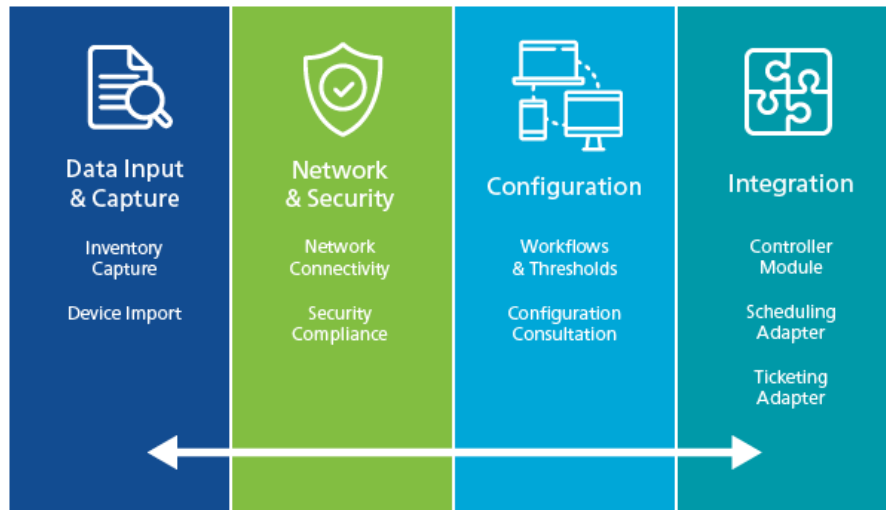 Data Input
& Capture
Inventory
Capture
Device Import
Network
& Security
Network
Connectivity
Security
Compliance
Configuration
Workflows
& Thresholds
Configuration
Consultation
Integration
Controller
Module
Scheduling
Adapter
Ticketing
Adapter